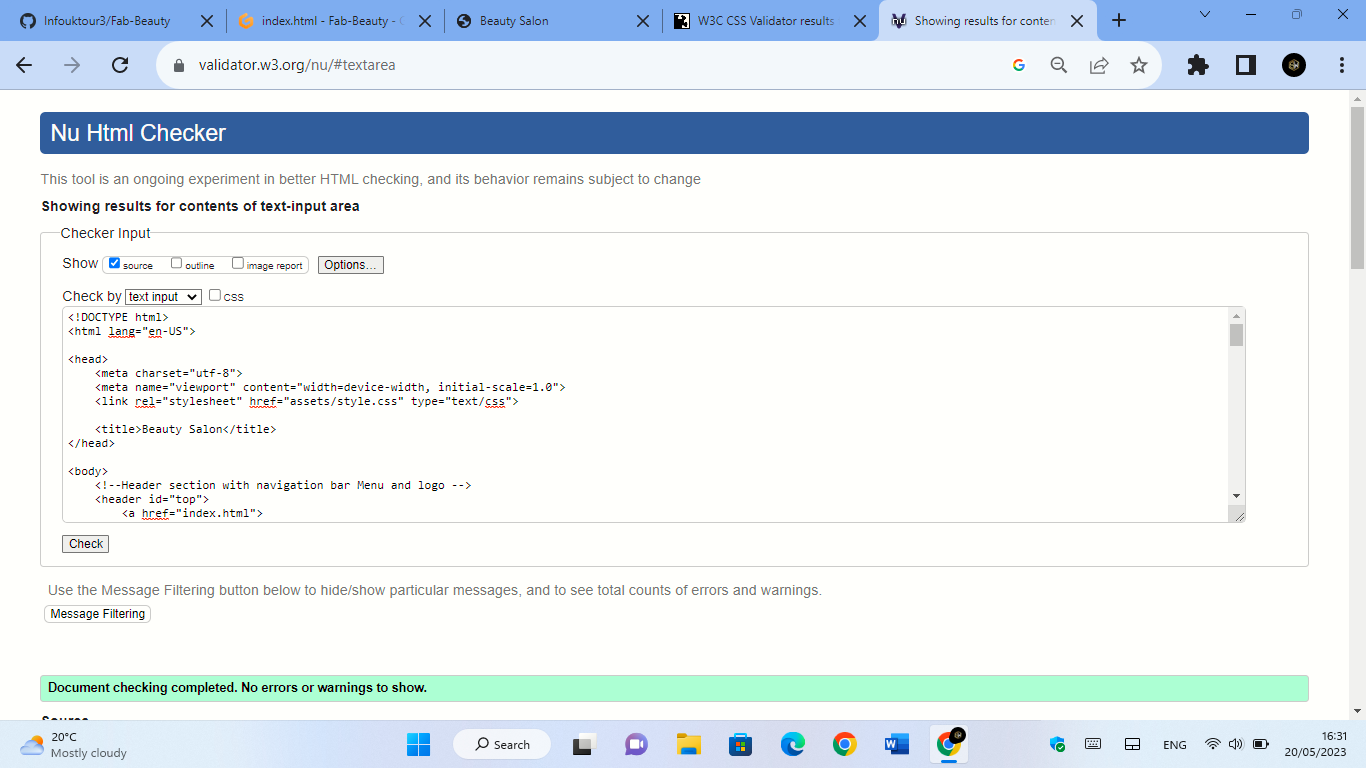 Infouktour3/Fab-Beauty
index.html - Fab-Beauty - 
Beauty Salon
W3C CSS Validator results
nu Showing results for conten
validator.w3.org/nu/#textarea
Nu Html Checker
This tool is an ongoing experiment in better HTML checking, and its behavior remains subject to change
Showing results for contents of text-input area
Checker Input
Show source outline image report Options...
Check by text input css
<!DOCTYPE html>
<html lang="en-US">
<head>
<meta charset="utf-8">
<meta name="viewport" content="width=device-width, initial-scale=1.0">
<link rel="stylesheet" href="assets/style.css" type="text/css">
<title>Beauty Salon</title>
</head>
<body>
<!--Header section with navigation bar Menu and logo -->
<header id="top">
<a href="index.html">
Check
Use the Message Filtering button below to hide/show particular messages, and to see total counts of errors and warnings.
Message Filtering
Document checking completed. No errors or warnings to show.
Source
20°C
Mostly cloudy
Search
ENG
16:31
20/05/2023